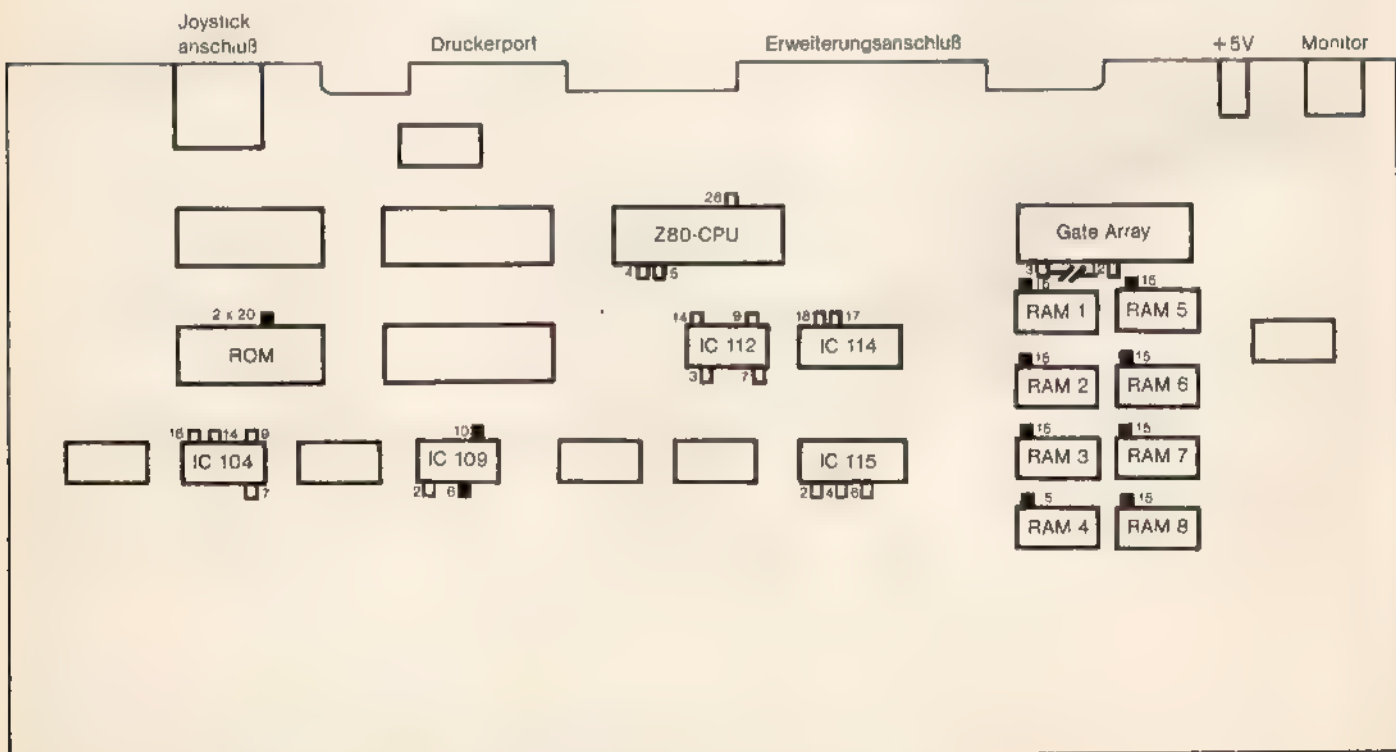 Joystick
anschluß
Druckerport
Erweiterungsanschluß
+5V
Monitor
26
Z80-CPU
4 5
Gate Array
3 2
2 x 20
ROM
14 9
IC 112
3 7
18 17
IC 114
RAM 1
15
RAM 5
15
RAM 2
15
RAM 6
16 14 9
IC 104
7
10
IC 109
2 6
IC 115
2 4 6
15
RAM 3
15
RAM 7
5
RAM 4
15
RAM 8